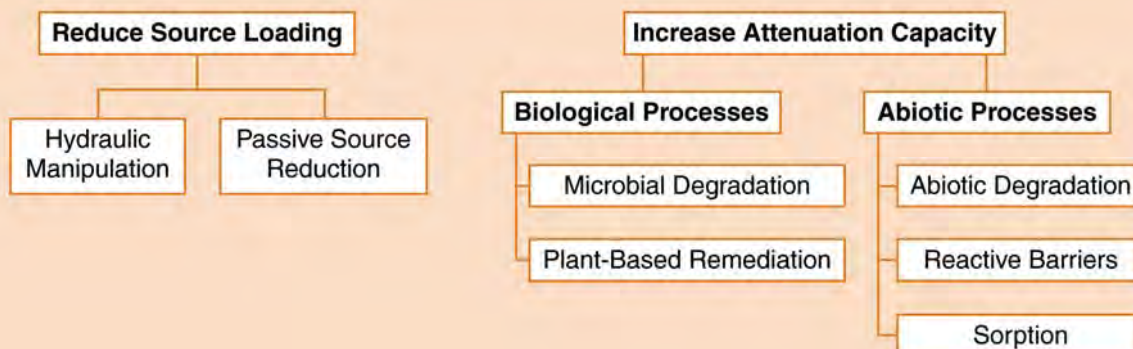 Reduce Source Loading
Hydraulic
Manipulation
Passive Source
Reduction
Increase Attenuation Capacity
Biological Processes
Microbial Degradation
Plant-Based Remediation
Abiotic Processes
Abiotic Degradation
Reactive Barriers
Sorption